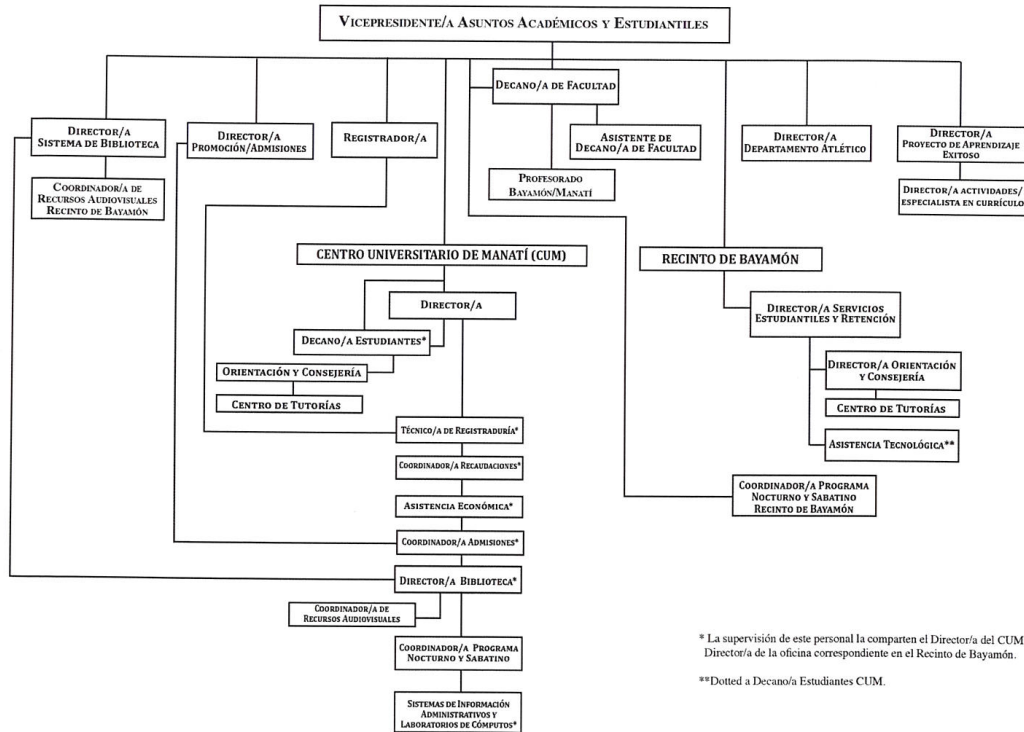 VICEPRESIDENTE/A ASUNTOS ACADÉMICOS Y ESTUDIANTILES
DECANO/A DE FACULTAD
DIRECTOR/A
SISTEMA DE BIBLIOTECA
DIRECTOR/A
PROMOCIÓN/ADMISIONES
REGISTRADOR/A
ASISTENTE DE
DECANO/A DE FACULTAD
DIRECTOR/A
DEPARTAMENTO ATLÉTICO
DIRECTOR/A
PROYECTO DE APRENDIZAJE
EXITOSO
COORDINADOR/A DE
RECURSOS AUDIOVISUALES
RECINTO DE BAYAMÓN
PROFESORADO
BAYAMÓN/MANATÍ
DIRECTOR/A ACTIVIDADES/
ESPECIALISTA EN CURRÍCULO
CENTRO UNIVERSITARIO DE MANATÍ (CUM)
RECINTO DE BAYAMÓN
DIRECTOR/A
DIRECTOR/A SERVICIOS
ESTUDIANTILES Y RETENCIÓN
DECANO/A ESTUDIANTES*
ORIENTACIÓN Y CONSEJERÍA
CENTRO DE TUTORÍAS
DIRECTOR/A ORIENTACIÓN
Y CONSEJERÍA
CENTRO DE TUTORÍAS
ASISTENCIA TECNOLÓGICA**
TÉCNICO/A DE REGISTRADURÍA*
COORDINADOR/A RECAUDACIONES*
ASISTENCIA ECONÓMICA*
COORDINADOR/A PROGRAMA
NOCTURNO Y SABATINO
RECINTO DE BAYAMÓN
COORDINADOR/A ADMISIONES*
DIRECTOR/A BIBLIOTECA*
COORDINADOR/A DE
RECURSOS AUDIOVISUALES
COORDINADOR/A PROGRAMA
NOCTURNO Y SABATINO
SISTEMAS DE INFORMACIÓN
ADMINISTRATIVOS Y
LABORATORIOS DE CÓMPUTOS*
* La supervisión de este personal la comparten el Director/a del CUM
Director/a de la oficina correspondiente en el Recinto de Bayamón.
**Dotted a Decano/a Estudiantes CUM.